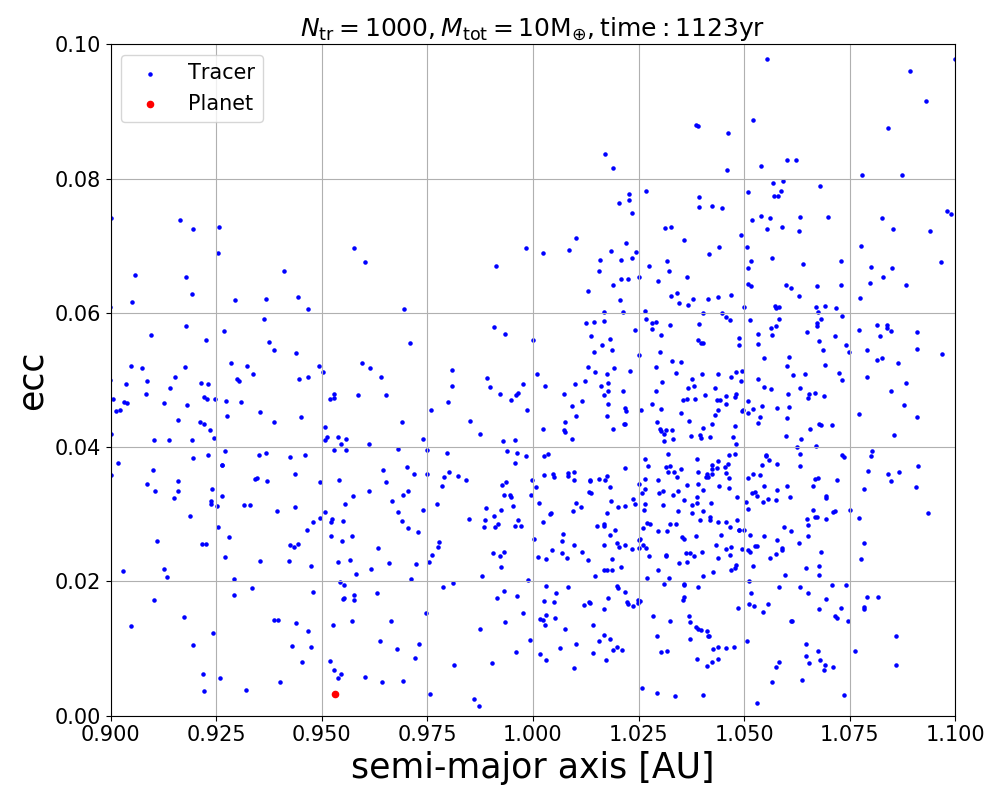 N_tr = 1000, M_tot = 10M_⊕, time : 1123yr
Tracer
Planet
0.10
0.08
0.06
0.04
0.02
0.00
ecc
0.900 0.925 0.950 0.975 1.000 1.025 1.050 1.075 1.100
semi-major axis [AU]